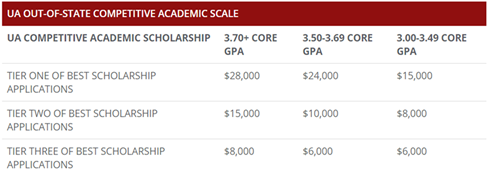 UA OUT-OF-STATE COMPETITIVE ACADEMIC SCALE
UA COMPETITIVE ACADEMIC SCHOLARSHIP 3.70+ CORE GPA 3.50-3.69 CORE GPA 3.00-3.49 CORE GPA
TIER ONE OF BEST SCHOLARSHIP APPLICATIONS $28,000 $24,000 $15,000
TIER TWO OF BEST SCHOLARSHIP APPLICATIONS $15,000 $10,000 $8,000
TIER THREE OF BEST SCHOLARSHIP APPLICATIONS $8,000 $6,000 $6,000